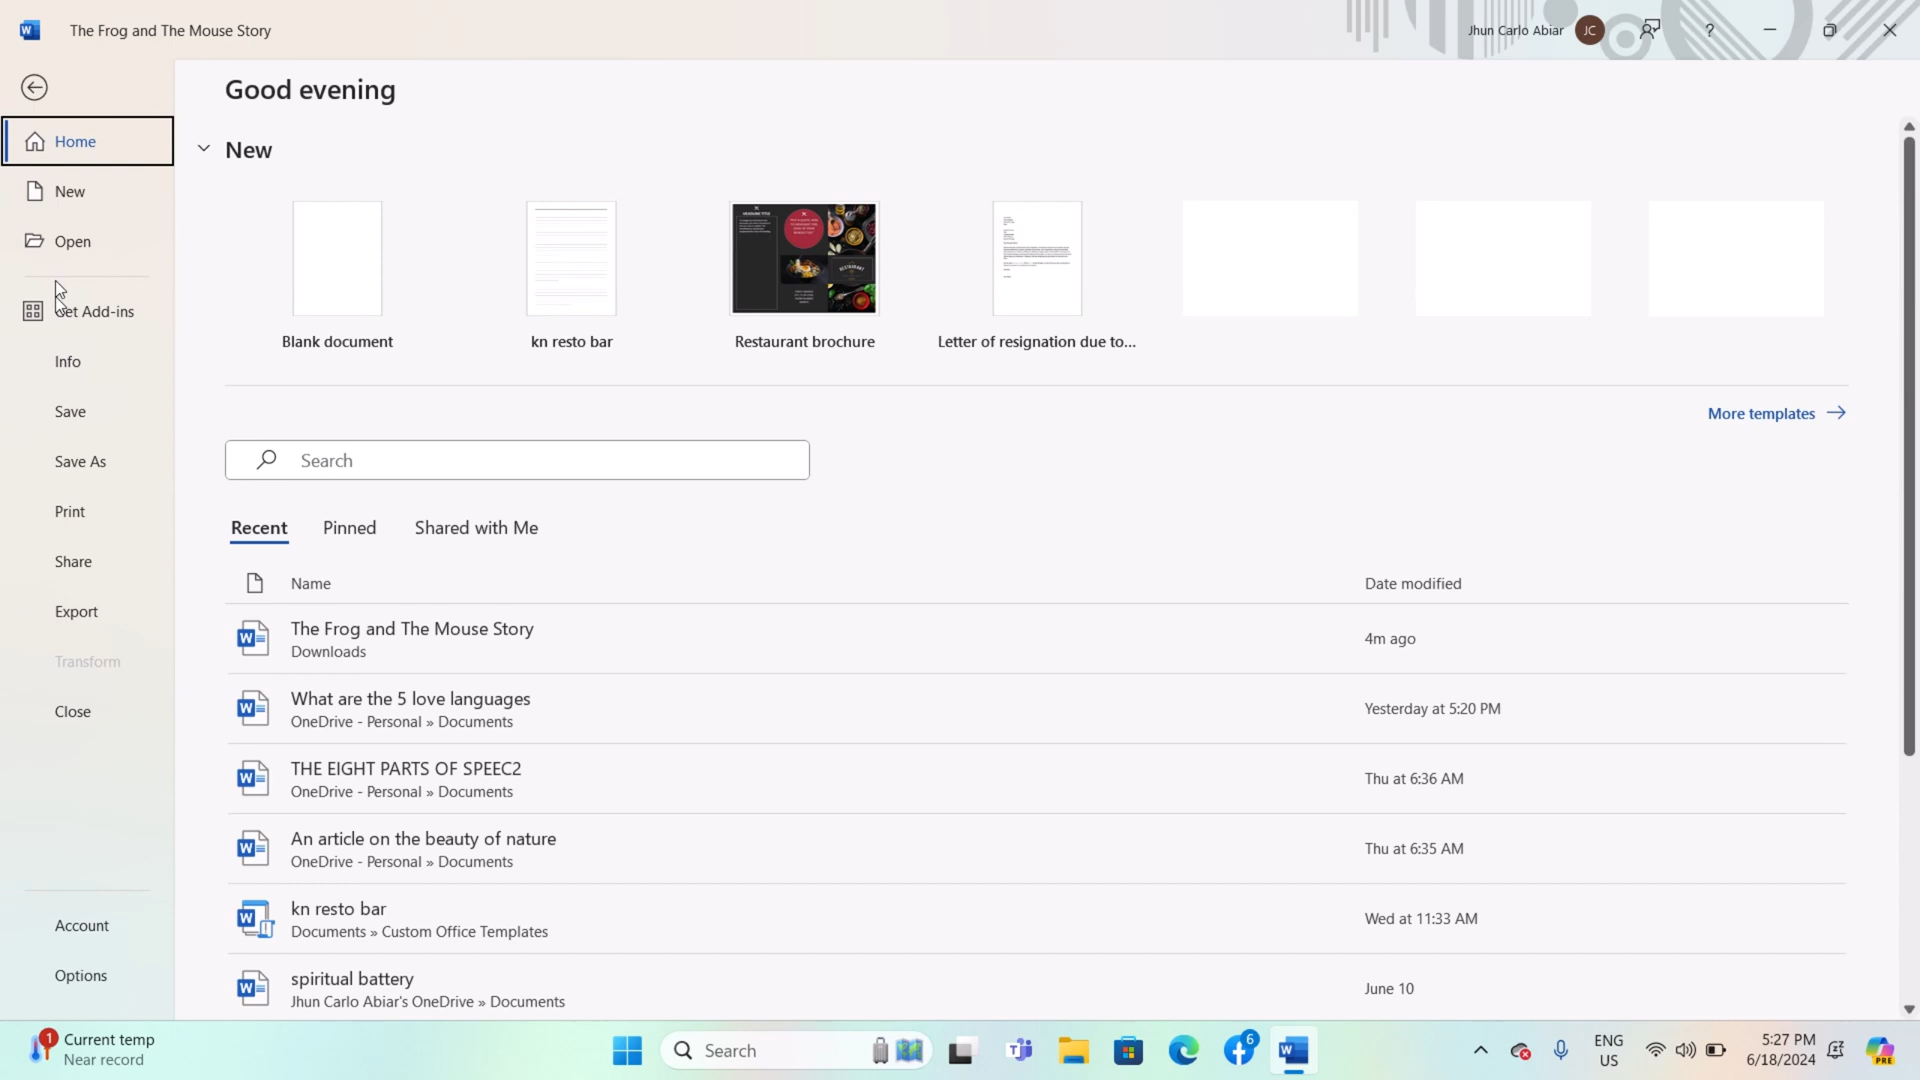 The Frog and The Mouse Story
Jhun Carlo Abiar
JC
?
Good evening
Home
New
New
Open
Get Add-ins
Info
Save
Save As
Print
Share
Export
Transform
Close
Account
Options
Blank document
kn resto bar
HEADLINE TITLE
RESTAURANT
Restaurant brochure
Letter of resignation due to...
More templates
Search
Recent Pinned Shared with Me
Name Date modified
The Frog and The Mouse Story
Downloads
4m ago
What are the 5 love languages
OneDrive - Personal » Documents
Yesterday at 5:20 PM
THE EIGHT PARTS OF SPEEC2
OneDrive - Personal » Documents
Thu at 6:36 AM
An article on the beauty of nature
OneDrive - Personal » Documents
Thu at 6:35 AM
kn resto bar
Documents » Custom Office Templates
Wed at 11:33 AM
spiritual battery
Jhun Carlo Abiar's OneDrive » Documents
June 10
1
Current temp
Near record
Search
6
ENG
US
5:27 PM
6/18/2024
PRE